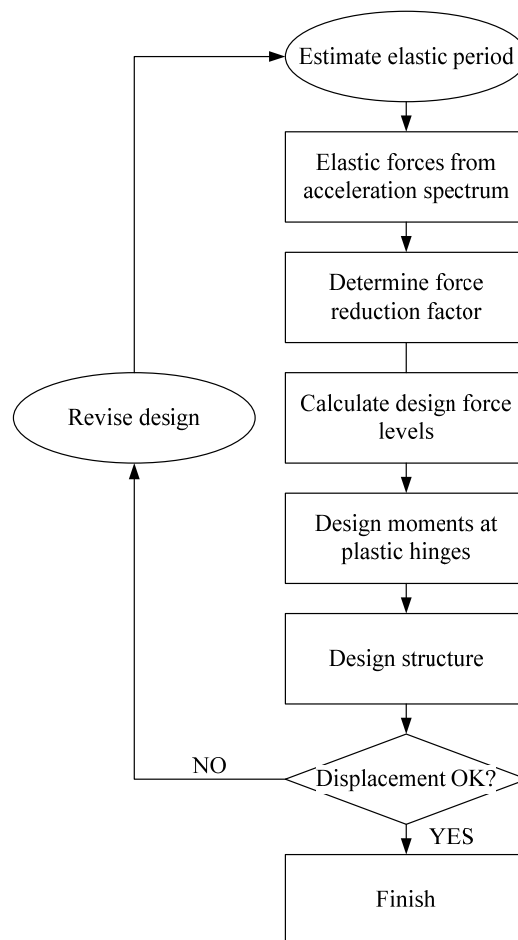 Estimate elastic period
Elastic forces from
acceleration spectrum
Determine force
reduction factor
Calculate design force
levels
Revise design
Design moments at
plastic hinges
Design structure
Displacement OK?
NO
YES
Finish